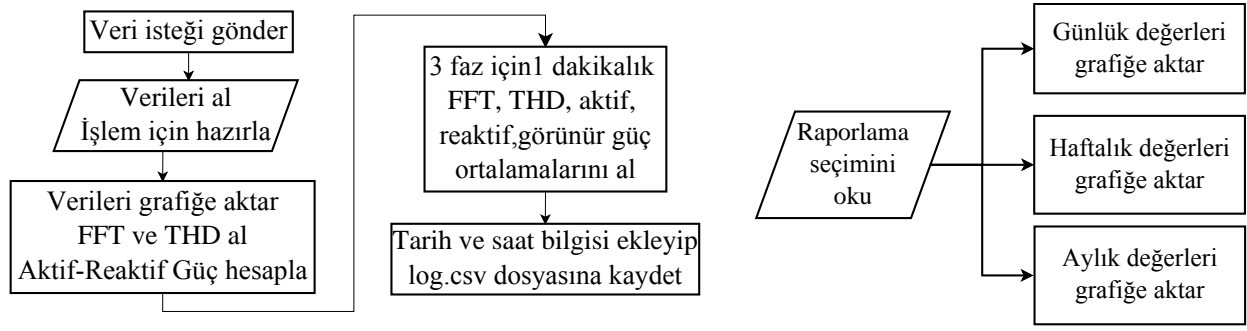 Veri isteği gönder
Verileri al
İşlem için hazırla
Verileri grafiğe aktar
FFT ve THD al
Aktif-Reaktif Güç hesapla
3 faz için1 dakikalık
FFT, THD, aktif,
reaktif,görünür güç
ortalamalarını al
Tarih ve saat bilgisi ekleyip
log.csv dosyasına kaydet
Raporlama
seçimini
oku
Günlük değerleri
grafiğe aktar
Haftalık değerleri
grafiğe aktar
Aylık değerleri
grafiğe aktar